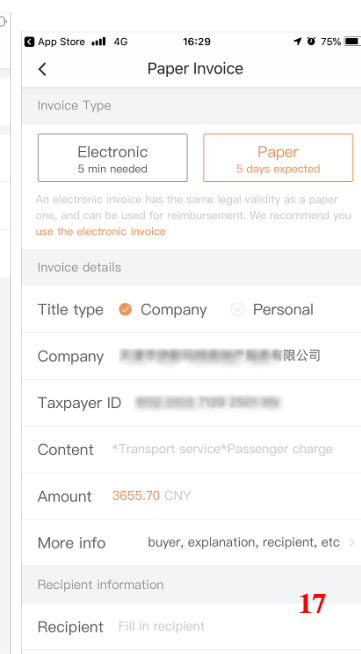 App Store 4G 16:29 75%
Paper Invoice
Invoice Type
Electronic
5 min needed
Paper
5 days expected
An electronic invoice has the same legal validity as a paper
one, and can be used for reimbursement. We recommend you
use the electronic invoice
Invoice details
Title type Company Personal
Company 有限公司
Taxpayer ID
Content *Transport service*Passenger charge
Amount 3655.70 CNY
More info buyer, explanation, recipient, etc
Recipient information
17
Recipient Fill in recipient